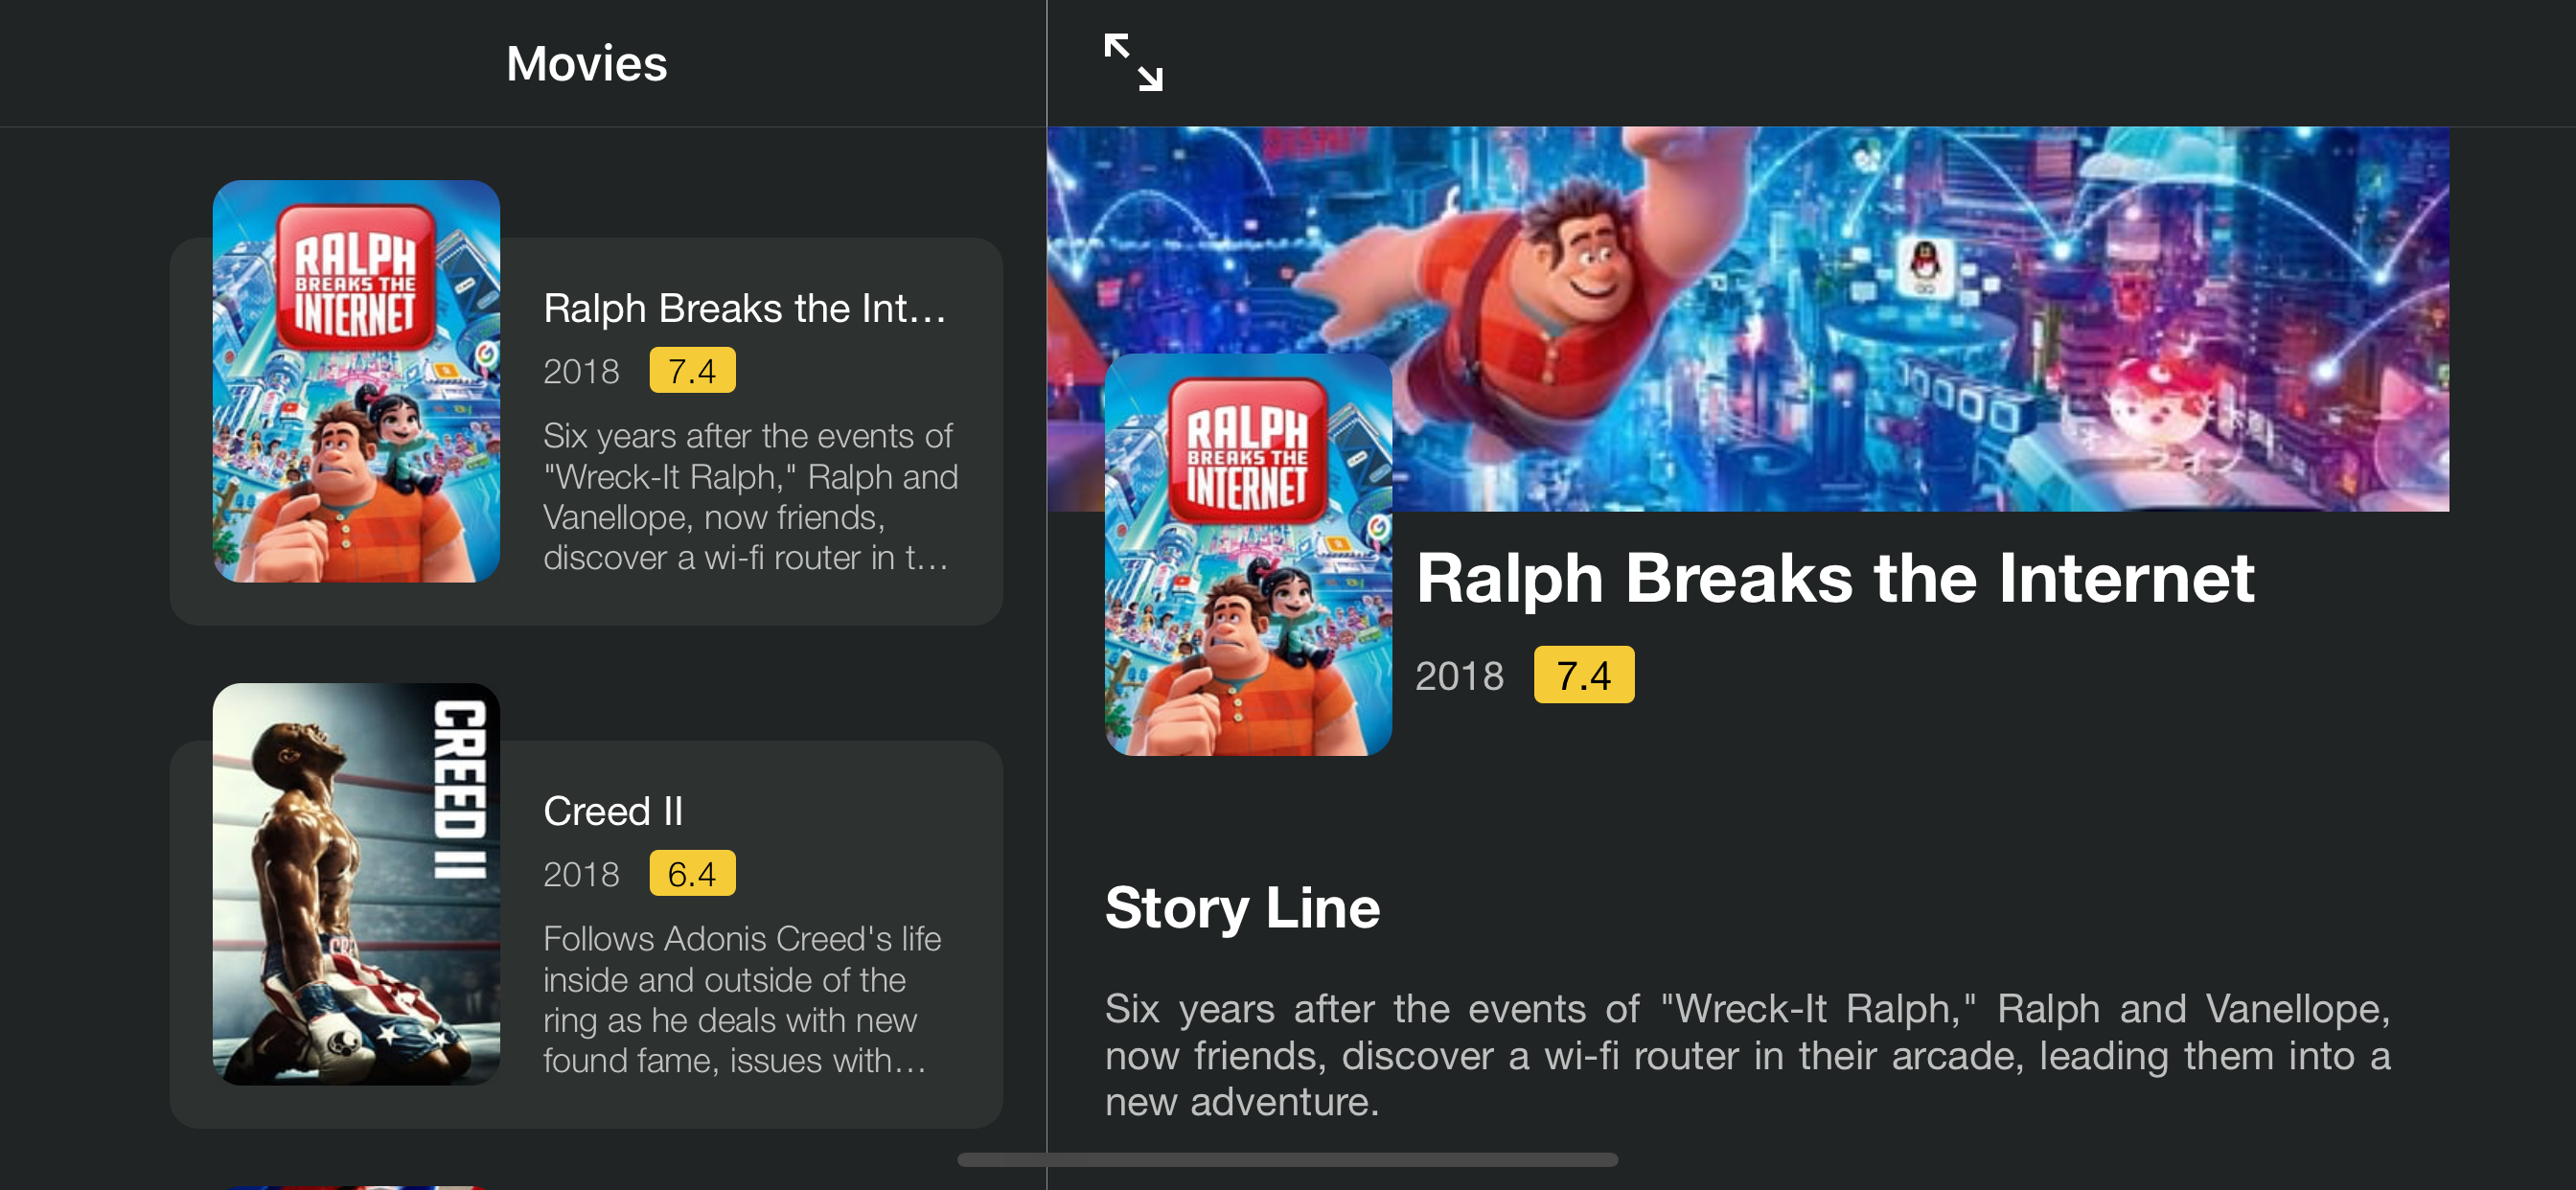 Movies
RALPH
BREAKS THE
INTERNET
Ralph Breaks the Int...
2018 7.4
Six years after the events of
"Wreck-It Ralph," Ralph and
Vanellope, now friends,
discover a wi-fi router in t...
CREED II
Creed II
2018 6.4
Follows Adonis Creed's life
inside and outside of the
ring as he deals with new
found fame, issues with...
RALPH
BREAKS THE
INTERNET
Ralph Breaks the Internet
2018 7.4
Story Line
Six years after the events of "Wreck-It Ralph," Ralph and Vanellope,
now friends, discover a wi-fi router in their arcade, leading them into a
new adventure.